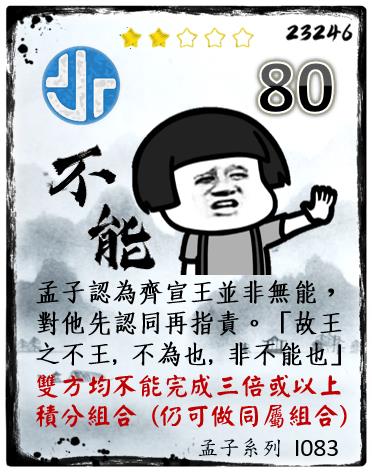 23246
80
不能
孟子認為齊宣王並非無能，
對他先認同再指責。「故王
之不王, 不為也, 非不能也」
雙方均不能完成三倍或以上
積分組合 (仍可做同屬組合)
孟子系列 I083